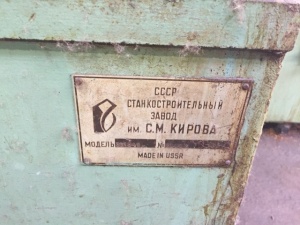 СССР
СТАНКОСТРОИТЕЛЬНЫЙ
ЗАВОД
им. С.М. КИРОВА
МОДЕЛЬ №
MADE IN USSR